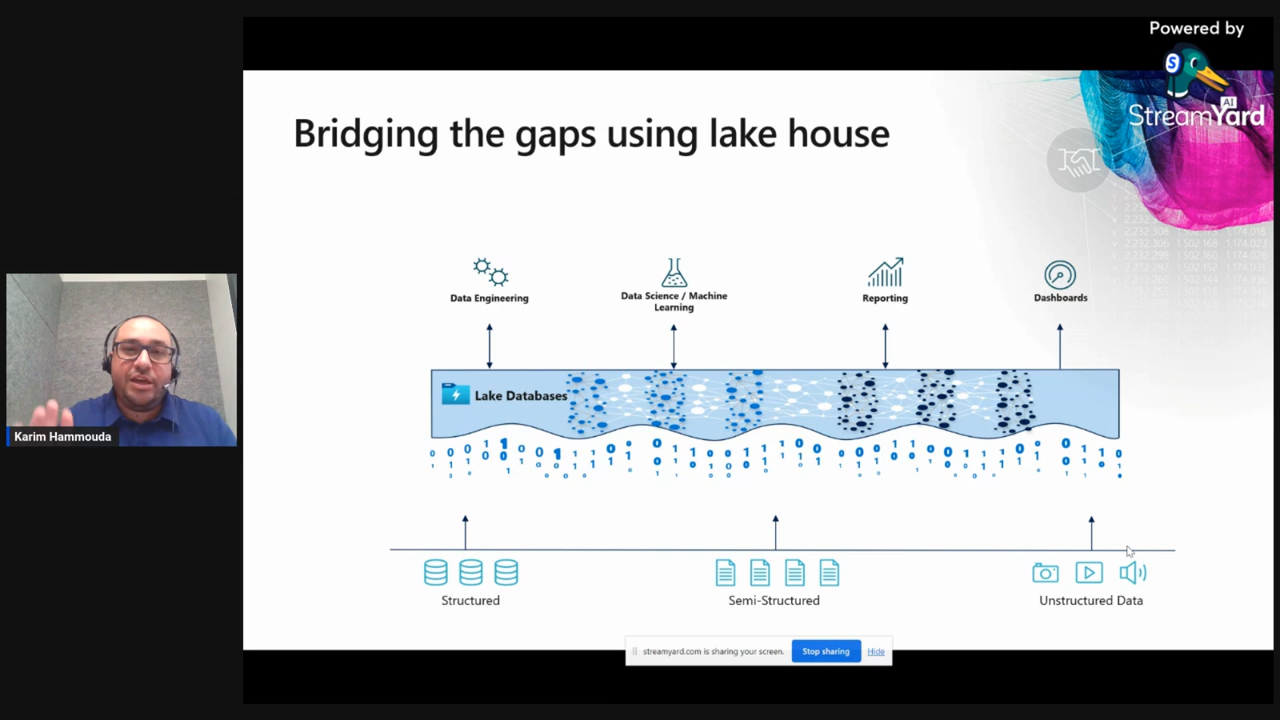 Powered by
StreamYard
AI
Bridging the gaps using lake house
Data Engineering
Data Science / Machine
Learning
Reporting
Dashboards
Lake Databases
Karim Hammouda
Structured
Semi-Structured
Unstructured Data
streamyard.com is sharing your screen.
Stop sharing
Hide